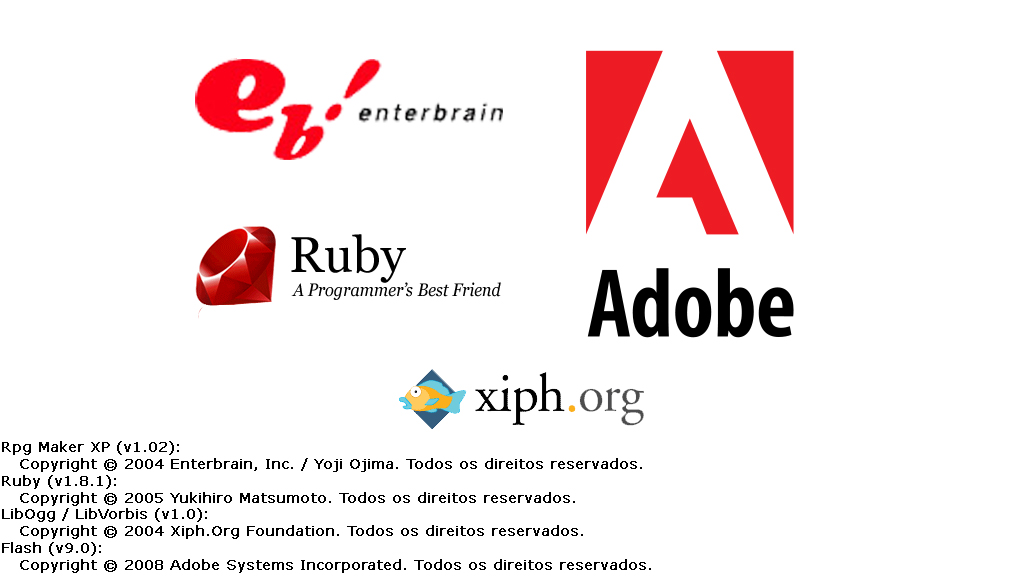 eb! enterbrain
Ruby
A Programmer's Best Friend
Adobe
xiph.org
Rpg Maker XP (v1.02):
Copyright © 2004 Enterbrain, Inc. / Yoji Ojima. Todos os direitos reservados.
Ruby (v1.8.1):
Copyright © 2005 Yukihiro Matsumoto. Todos os direitos reservados.
LibOgg / LibVorbis (v1.0):
Copyright © 2004 Xiph.Org Foundation. Todos os direitos reservados.
Flash (v9.0):
Copyright © 2008 Adobe Systems Incorporated. Todos os direitos reservados.